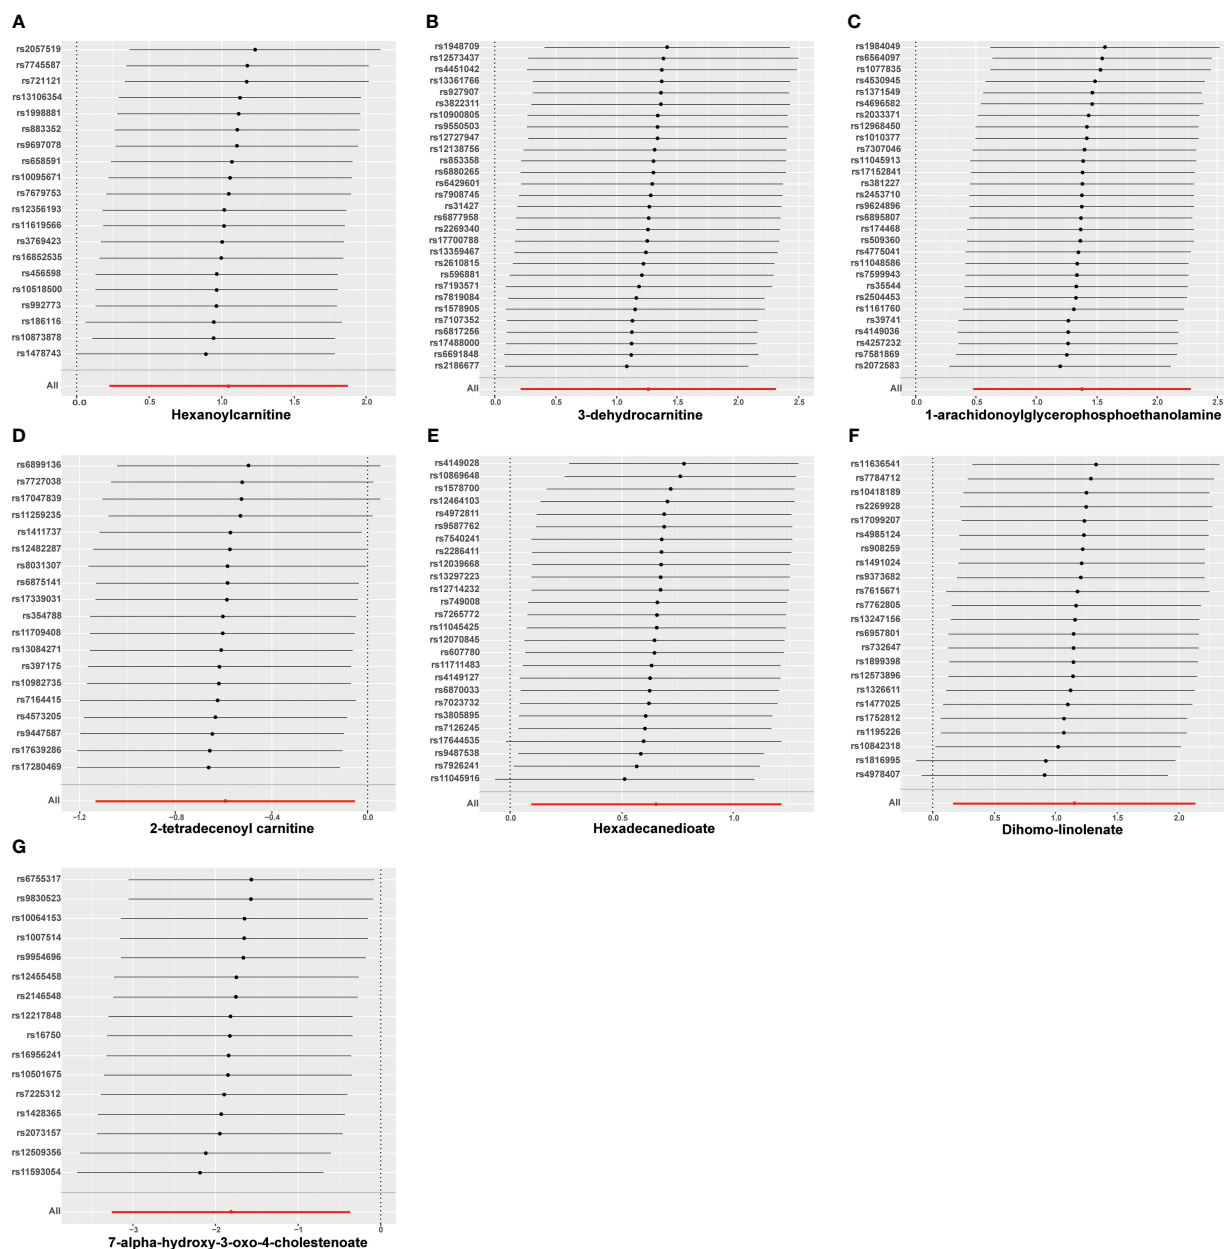 A
rs2057519
rs7745587
rs721121
rs13106354
rs1998881
rs883352
rs9697078
rs658591
rs10095671
rs7679753
rs12356193
rs11619566
rs3769423
rs16852535
rs456598
rs10518500
rs992773
rs186116
rs10873878
rs1478743
All
0.0 0.5 1.0 1.5 2.0
Hexanoylcarnitine
B
rs1948709
rs12573437
rs4451042
rs13361766
rs927907
rs3822311
rs10900805
rs9550503
rs12727947
rs12138756
rs853358
rs6880265
rs6429601
rs7908745
rs31427
rs6877958
rs2269340
rs17700788
rs13359467
rs2610815
rs596881
rs7193571
rs7819084
rs1578905
rs7107352
rs6817256
rs17488000
rs6691848
rs2186677
All
0.0 0.5 1.0 1.5 2.0 2.5
3-dehydrocarnitine
C
rs1984049
rs6564097
rs1077835
rs4530945
rs1371549
rs4696582
rs2033371
rs12968450
rs1010377
rs7307046
rs11045913
rs17152841
rs381227
rs2453710
rs9624896
rs6895807
rs174468
rs509360
rs4775041
rs11048586
rs7599943
rs35544
rs2504453
rs1161760
rs39741
rs4149036
rs4257232
rs7581869
rs2072583
All
0.0 0.5 1.0 1.5 2.0 2.5
1-arachidonoylglycerophosphoethanolamine
D
rs6899136
rs7727038
rs17047839
rs11259235
rs1411737
rs12482287
rs8031307
rs6875141
rs17339031
rs354788
rs11709408
rs13084271
rs397175
rs10982735
rs7164415
rs4573205
rs9447587
rs17639286
rs17280469
All
−1.2 −0.8 −0.4 0.0
2-tetradecenoyl carnitine
E
rs4149028
rs10869648
rs1578700
rs12464103
rs4972811
rs9587762
rs7540241
rs2286411
rs12039668
rs13297223
rs12714232
rs749008
rs7265772
rs11045425
rs12070845
rs607780
rs11711483
rs4149127
rs6870033
rs7023732
rs3805895
rs7126245
rs17644535
rs9487538
rs7926241
rs11045916
All
0.0 0.5 1.0
Hexadecanedioate
F
rs11636541
rs7784712
rs10418189
rs2269928
rs17099207
rs4985124
rs908259
rs1491024
rs9373682
rs7615671
rs7762805
rs13247156
rs6957801
rs732647
rs1899398
rs12573896
rs1326611
rs1477025
rs1752812
rs1195226
rs10842318
rs1816995
rs4978407
All
0.0 0.5 1.0 1.5 2.0
Dihomo-linolenate
G
rs6755317
rs9830523
rs10064153
rs1007514
rs9954696
rs12455458
rs2146548
rs12217848
rs16750
rs16956241
rs10501675
rs7225312
rs1428365
rs2073157
rs12509356
rs11593054
All
−3 −2 −1 0
7-alpha-hydroxy-3-oxo-4-cholestenoate